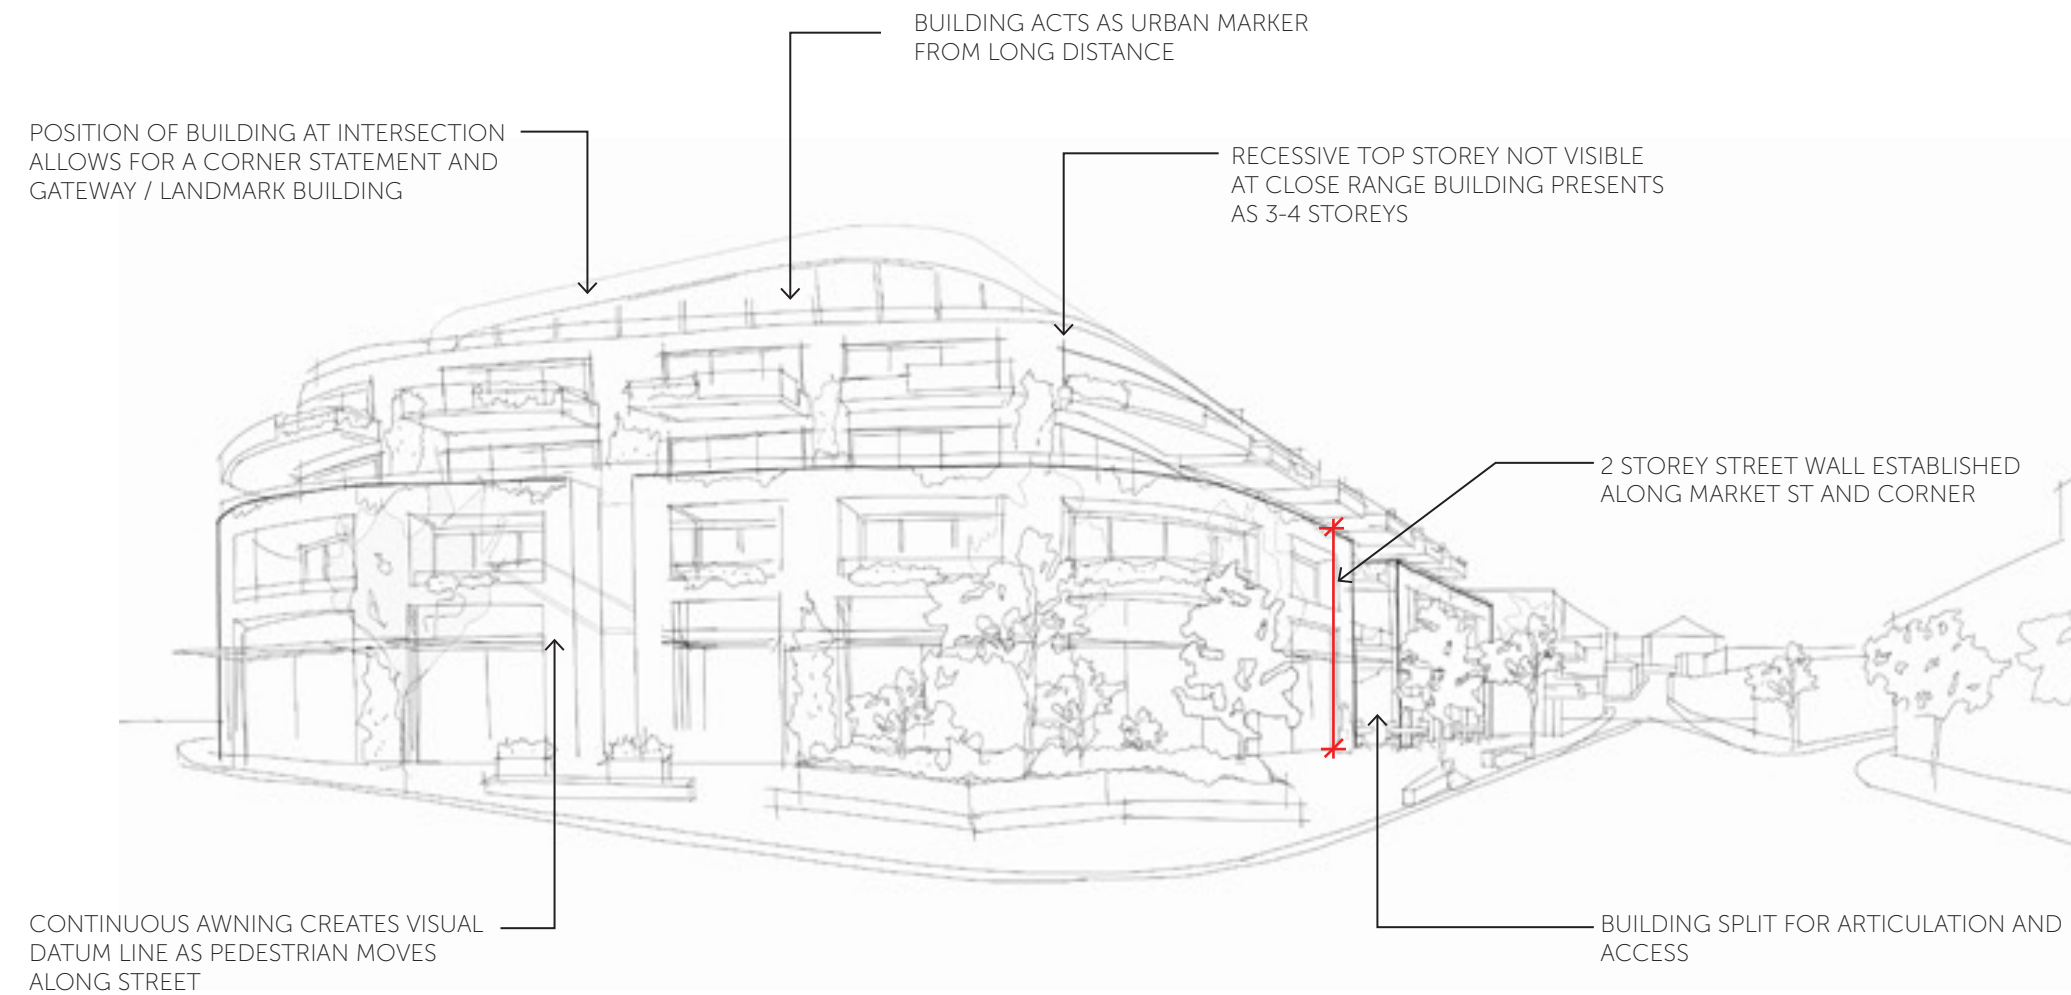 BUILDING ACTS AS URBAN MARKER
FROM LONG DISTANCE
POSITION OF BUILDING AT INTERSECTION
ALLOWS FOR A CORNER STATEMENT AND
GATEWAY / LANDMARK BUILDING
RECESSIVE TOP STOREY NOT VISIBLE
AT CLOSE RANGE BUILDING PRESENTS
AS 3-4 STOREYS
2 STOREY STREET WALL ESTABLISHED
ALONG MARKET ST AND CORNER
CONTINUOUS AWNING CREATES VISUAL
DATUM LINE AS PEDESTRIAN MOVES
ALONG STREET
BUILDING SPLIT FOR ARTICULATION AND
ACCESS